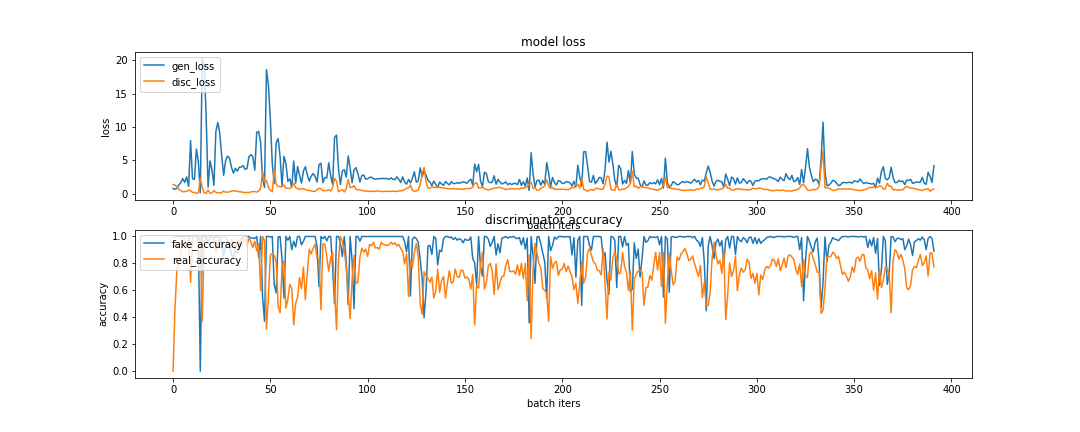 model loss
20
15
10
5
0
loss
gen_loss
disc_loss
0 50 100 150 200 250 300 350 400
batch iters
discriminator accuracy
1.0
0.8
0.6
0.4
0.2
0.0
accuracy
fake_accuracy
real_accuracy
0 50 100 150 200 250 300 350 400
batch iters